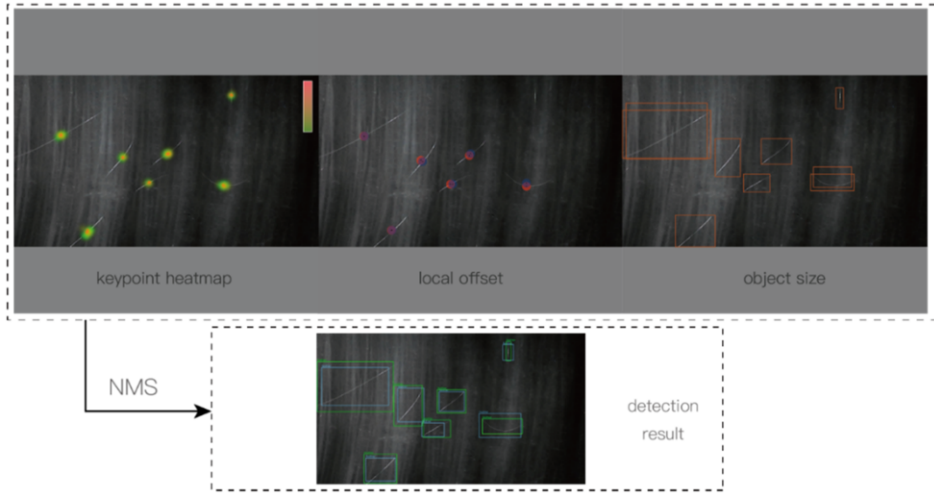 keypoint heatmap
local offset
object size
NMS
detection
result